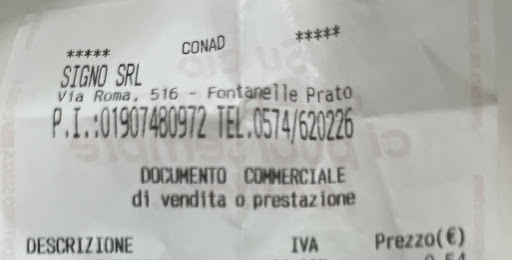 ***** CONAD *****
SIGNO SRL
Via Roma, 516 - Fontanelle Prato
P.I.:01907480972 TEL.0574/620226
DOCUMENTO COMMERCIALE
di vendita o prestazione
DESCRIZIONE IVA Prezzo(€)